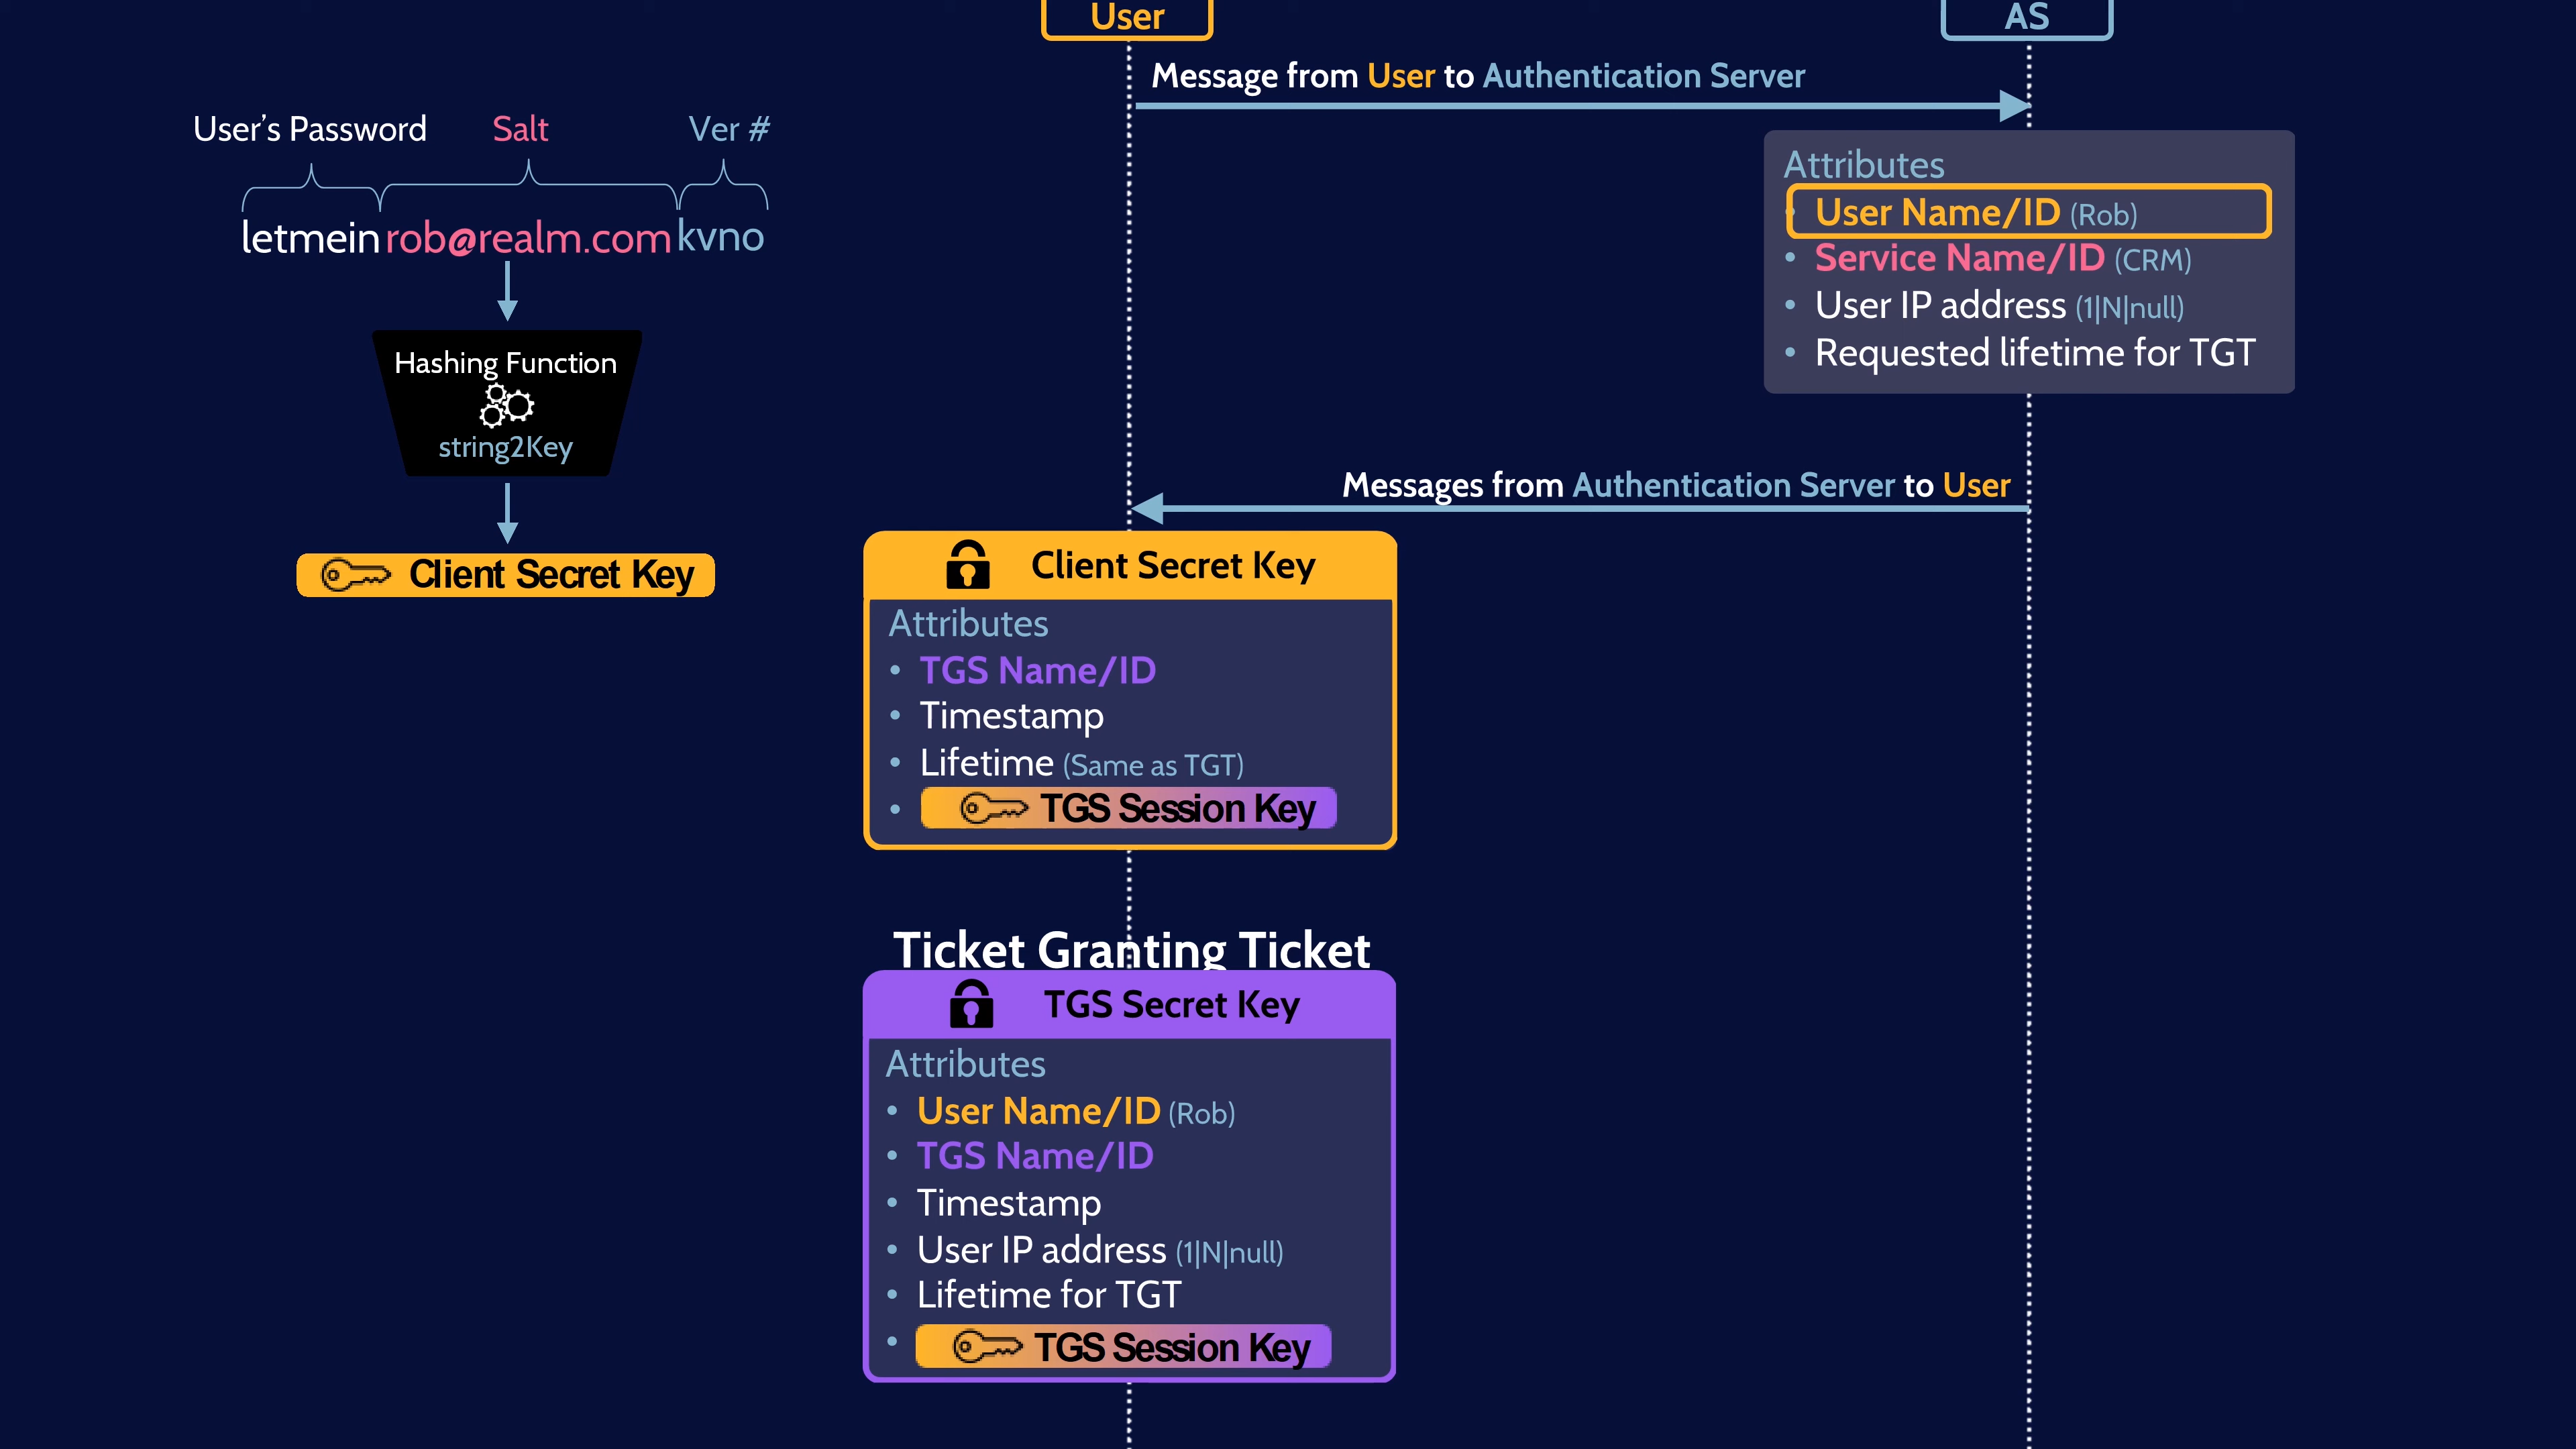 User
AS
Message from User to Authentication Server
User's Password
Salt
Ver #
letmeinrob@realm.comkvno
Hashing Function
string2Key
Client Secret Key
Attributes
• User Name/ID (Rob)
• Service Name/ID (CRM)
• User IP address (1|N|null)
• Requested lifetime for TGT
Messages from Authentication Server to User
Client Secret Key
Attributes
• TGS Name/ID
• Timestamp
• Lifetime (Same as TGT)
• TGS Session Key
Ticket Granting Ticket
TGS Secret Key
Attributes
• User Name/ID (Rob)
• TGS Name/ID
• Timestamp
• User IP address (1|N|null)
• Lifetime for TGT
• TGS Session Key